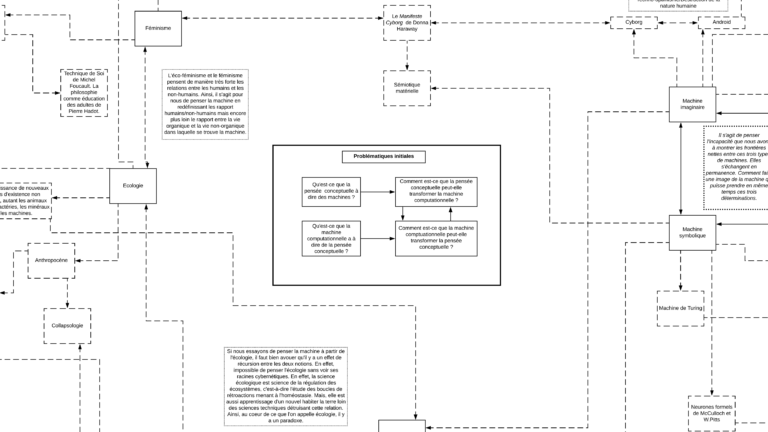 nature humaine
Féminisme
Le Manifeste
Cyborg de Donna
Haraway
Cyborg
Androïd
Technique de Soi
de Michel
Foucault. La
philosophie
comme éducation
des adultes de
Pierre Hadot.
L'éco-féminisme et le féminisme
pensent de manière très forte les
relations entre les humains et les
non-humains. Ainsi, il s'agit pour
nous de penser la machine en
redéfinissant les rapport
humains/non-humains mais encore
plus loin le rapport entre la vie
organique et la vie non-organique
dans laquelle se trouve la machine.
Sémiotique
matérielle
Machine
imaginaire
Il s'agit de penser
l'incapacité que nous avons
à montrer les frontières
nettes entre ces trois types
de machines. Elles
s'échangent en
permanence. Comment faire
une image de la machine qui
puisse prendre en même
temps ces trois
déterminations.
Problématiques initiales
Qu'est-ce que la
pensée conceptuelle à
dire des machines ?
Comment est-ce que la pensée
conceptuelle peut-elle
transformer la machine
computationnelle ?
Qu'est-ce que la
machine
computationnelle a à
dire de la pensée
conceptuelle ?
Comment est-ce que la machine
computationnelle peut-elle
transformer la pensée
conceptuelle ?
Écologie
issance de nouveaux
s d'existence non
, autant les animaux
actéries, les minéraux
les machines.
Machine
symbolique
Anthropocène
Collapsologie
Machine de Turing
Si nous essayons de penser la machine à partir de
l'écologie, il faut bien avouer qu'il y a un effet de
récursion entre les deux notions. En effet,
impossible de penser l'écologie sans voir ses
racines cybernétiques. En effet, la science
écologique est science de la régulation des
écosystèmes, c'est-à-dire l'étude des boucles de
rétroactions menant à l'homéostasie. Mais, elle est
aussi apprentissage d'un nouvel habiter la terre loin
des sciences techniques détruisant cette relation.
Ainsi, au coeur de ce que l'on appelle écologie, il y
a un paradoxe.
Neurones formels
de McCulloch et
W.Pitts